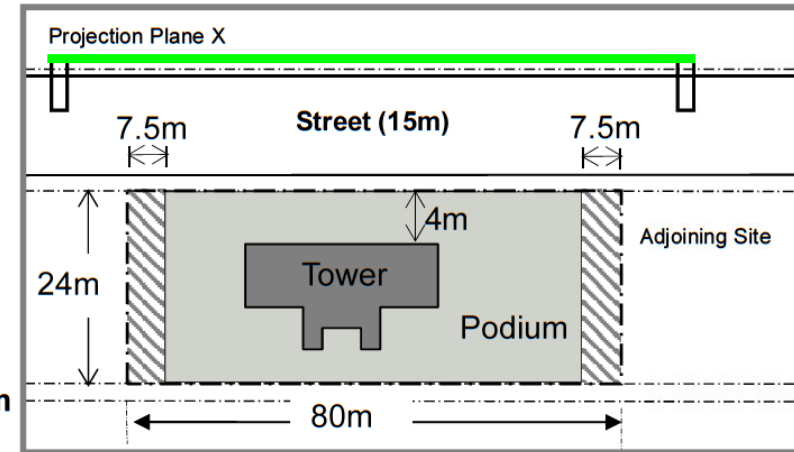 Projection Plane X
7.5m
Street (15m)
7.5m
4m
Adjoining Site
24m
Tower
Podium
80m